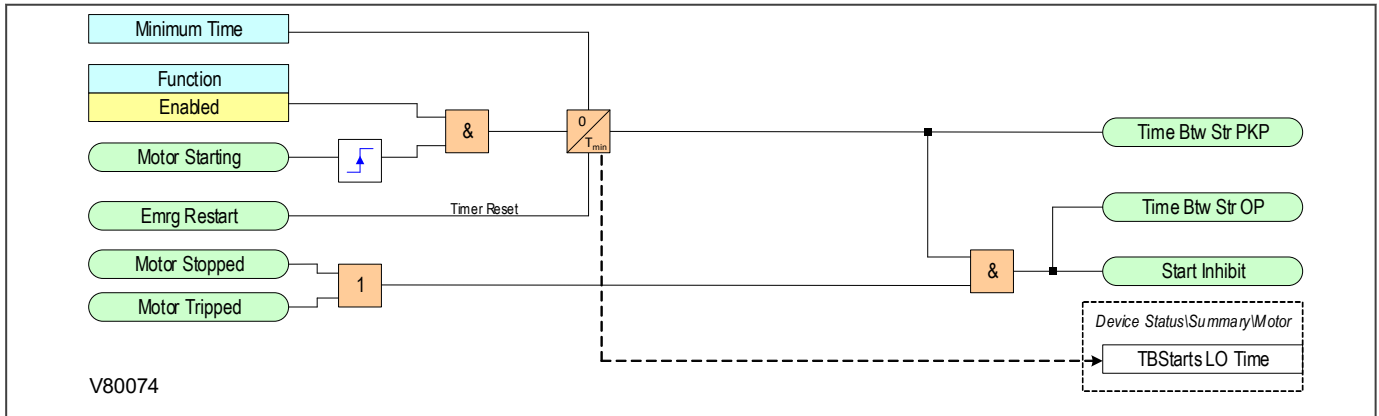 Minimum Time
Function
Enabled
Motor Starting
Emrg Restart
Motor Stopped
Motor Tripped
&
0
Tmin
Timer Reset
1
&
Time Btw Str PKP
Time Btw Str OP
Start Inhibit
Device Status\Summary\Motor
TBStarts LO Time
V80074